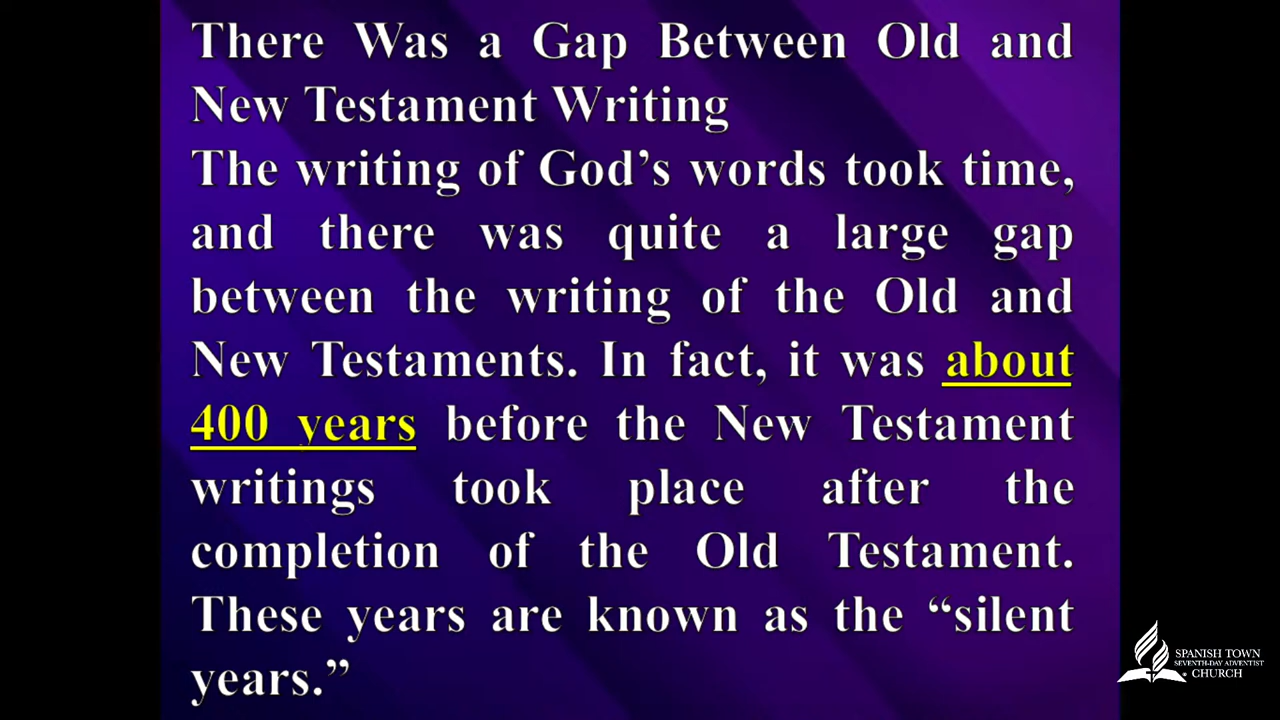 There Was a Gap Between Old and
New Testament Writing
The writing of God’s words took time,
and there was quite a large gap
between the writing of the Old and
New Testaments. In fact, it was about
400 years before the New Testament
writings took place after the
completion of the Old Testament.
These years are known as the “silent
years.”
SPANISH TOWN
SEVENTH-DAY ADVENTIST
CHURCH